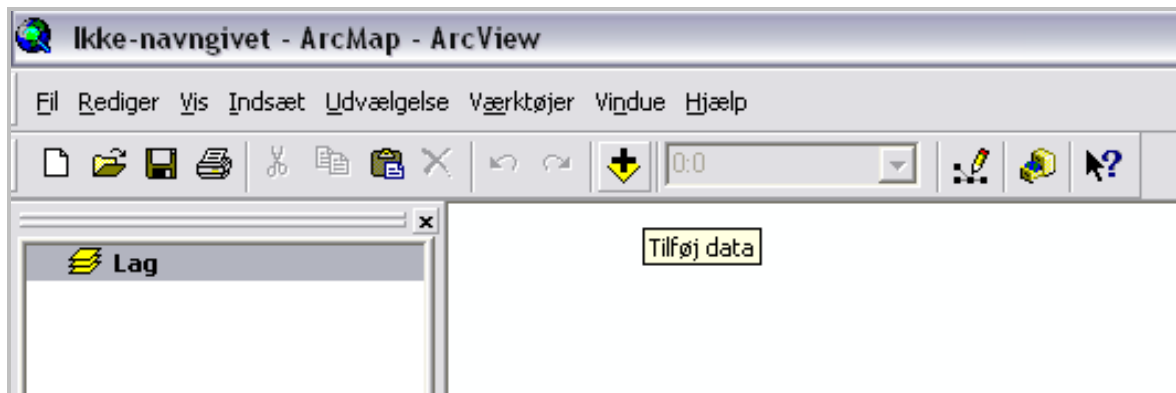 Ikke-navngivet - ArcMap - ArcView
Fil Rediger Vis Indsæt Udvælgelse Værktøjer Vindue Hjælp
0:0
Lag
Tilføj data